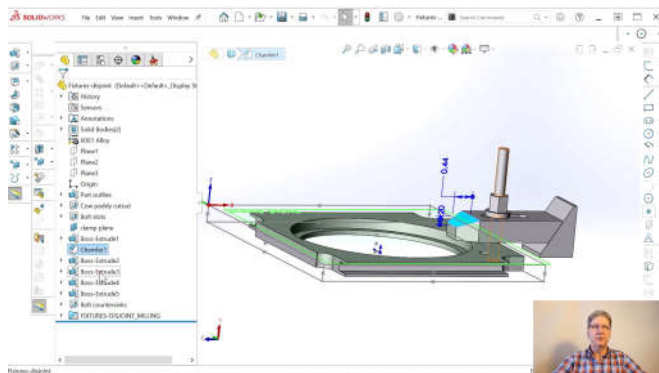 SOLIDWORKS
File Edit View Insert Tools Window
Fixtures-...
Search Commands
Chamfer1
Fixtures-disjoint (Default<<Default>_Display St
History
Sensors
Annotations
Solid Bodies(2)
6061 Alloy
Plane1
Plane2
Plane3
Origin
Part outlines
Cow paddy cutout
Bolt slots
clamp plane
Boss-Extrude1
Chamfer1
Boss-Extrude2
Boss-Extrude3
Boss-Extrude4
Boss-Extrude5
Bolt countersinks
FIXTURES-DISJOINT_MILLING
0.44
Fixtures-disjoint